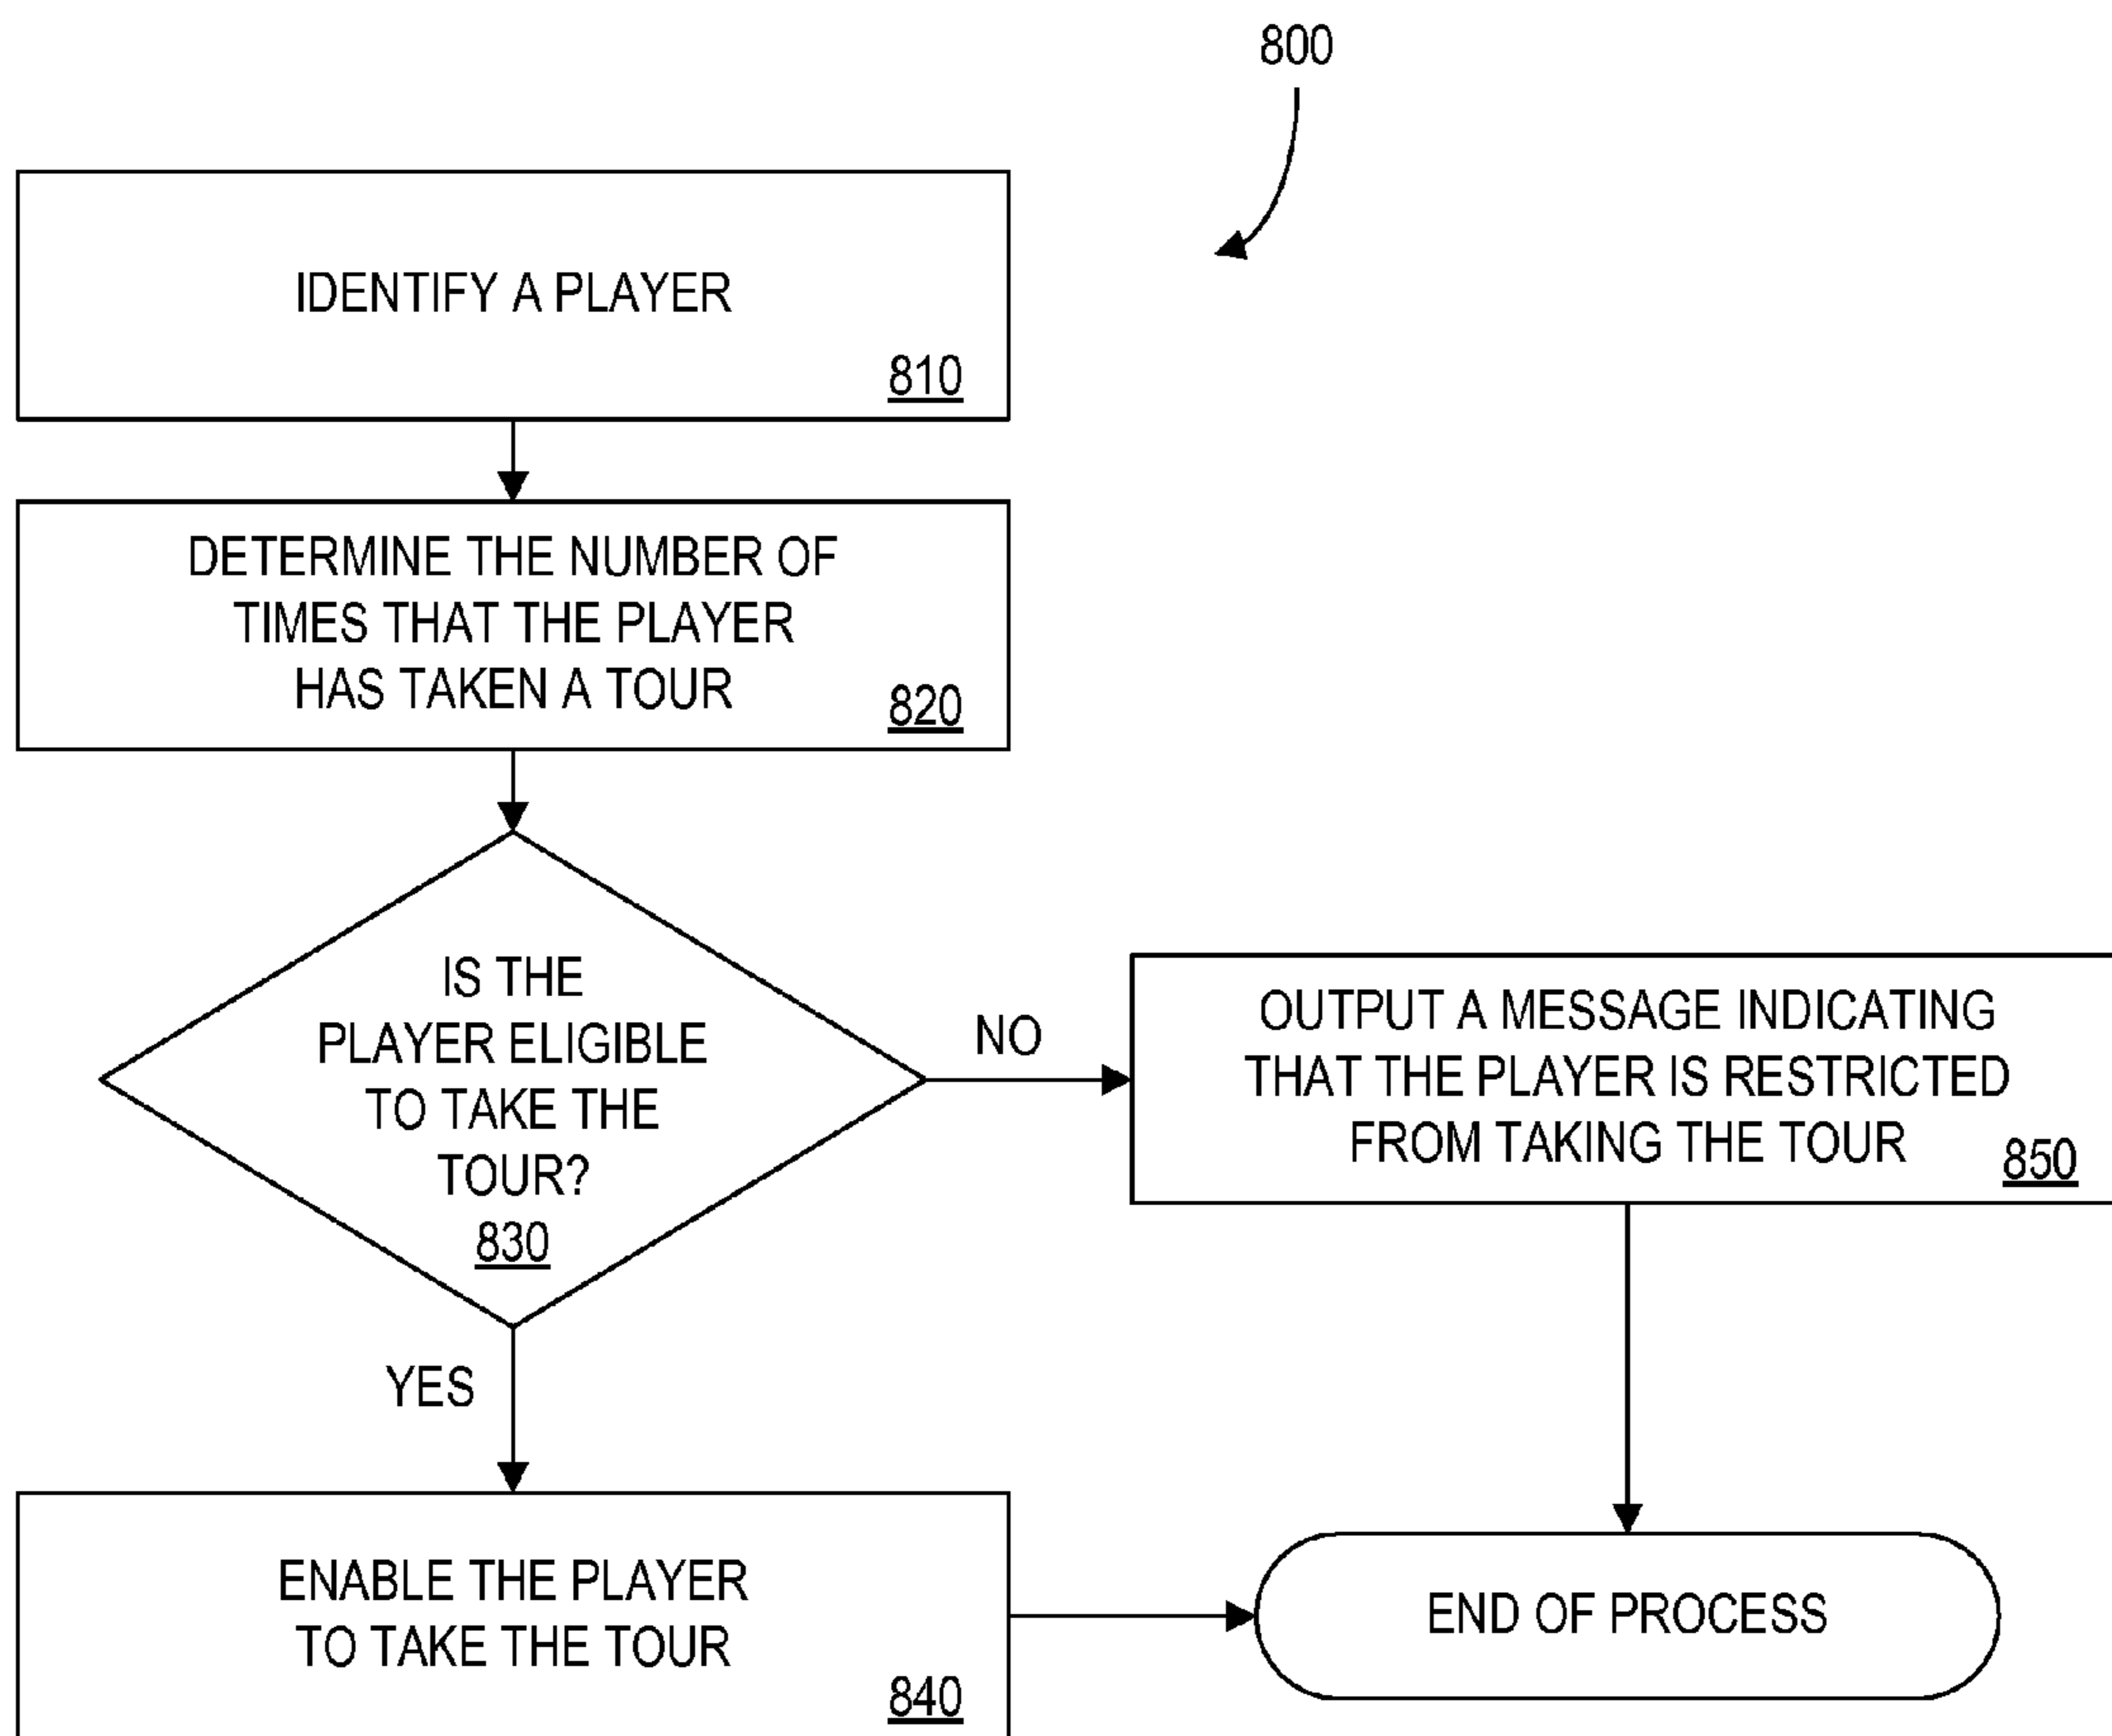 800
IDENTIFY A PLAYER
810
DETERMINE THE NUMBER OF
TIMES THAT THE PLAYER
HAS TAKEN A TOUR
820
IS THE
PLAYER ELIGIBLE
TO TAKE THE
TOUR?
830
NO
OUTPUT A MESSAGE INDICATING
THAT THE PLAYER IS RESTRICTED
FROM TAKING THE TOUR
850
YES
ENABLE THE PLAYER
TO TAKE THE TOUR
840
END OF PROCESS